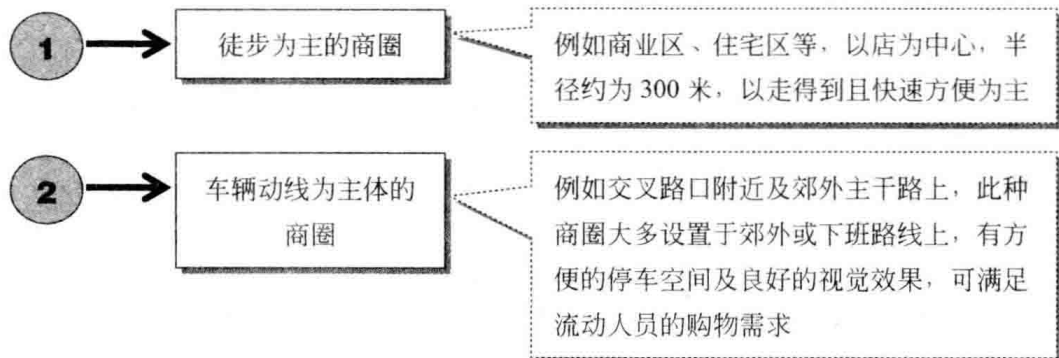 1
徒步为主的商圈
例如商业区、住宅区等，以店为中心，半
径约为 300 米，以走得到且快速方便为主
2
车辆动线为主体的
商圈
例如交叉路口附近及郊外主干路上，此种
商圈大多设置于郊外或下班路线上，有方
便的停车空间及良好的视觉效果，可满足
流动人员的购物需求